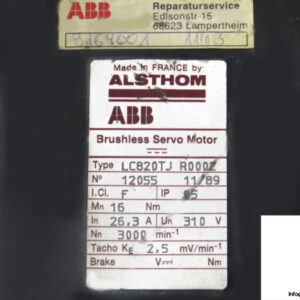 ABB Reparaturservice
Edisonstr 15
68623 Lampertheim
Made in FRANCE by
ALSTHOM
ABB
Brushless Servo Motor
Type LC820TJ R000Z
N° 12055 11/89
I.Cl. F IP 65
Mn 16 Nm
In 26,3 A Un 310 V
Nn 3000 min-1
Tacho KE 2,5 mV/min-1
Brake V Nm